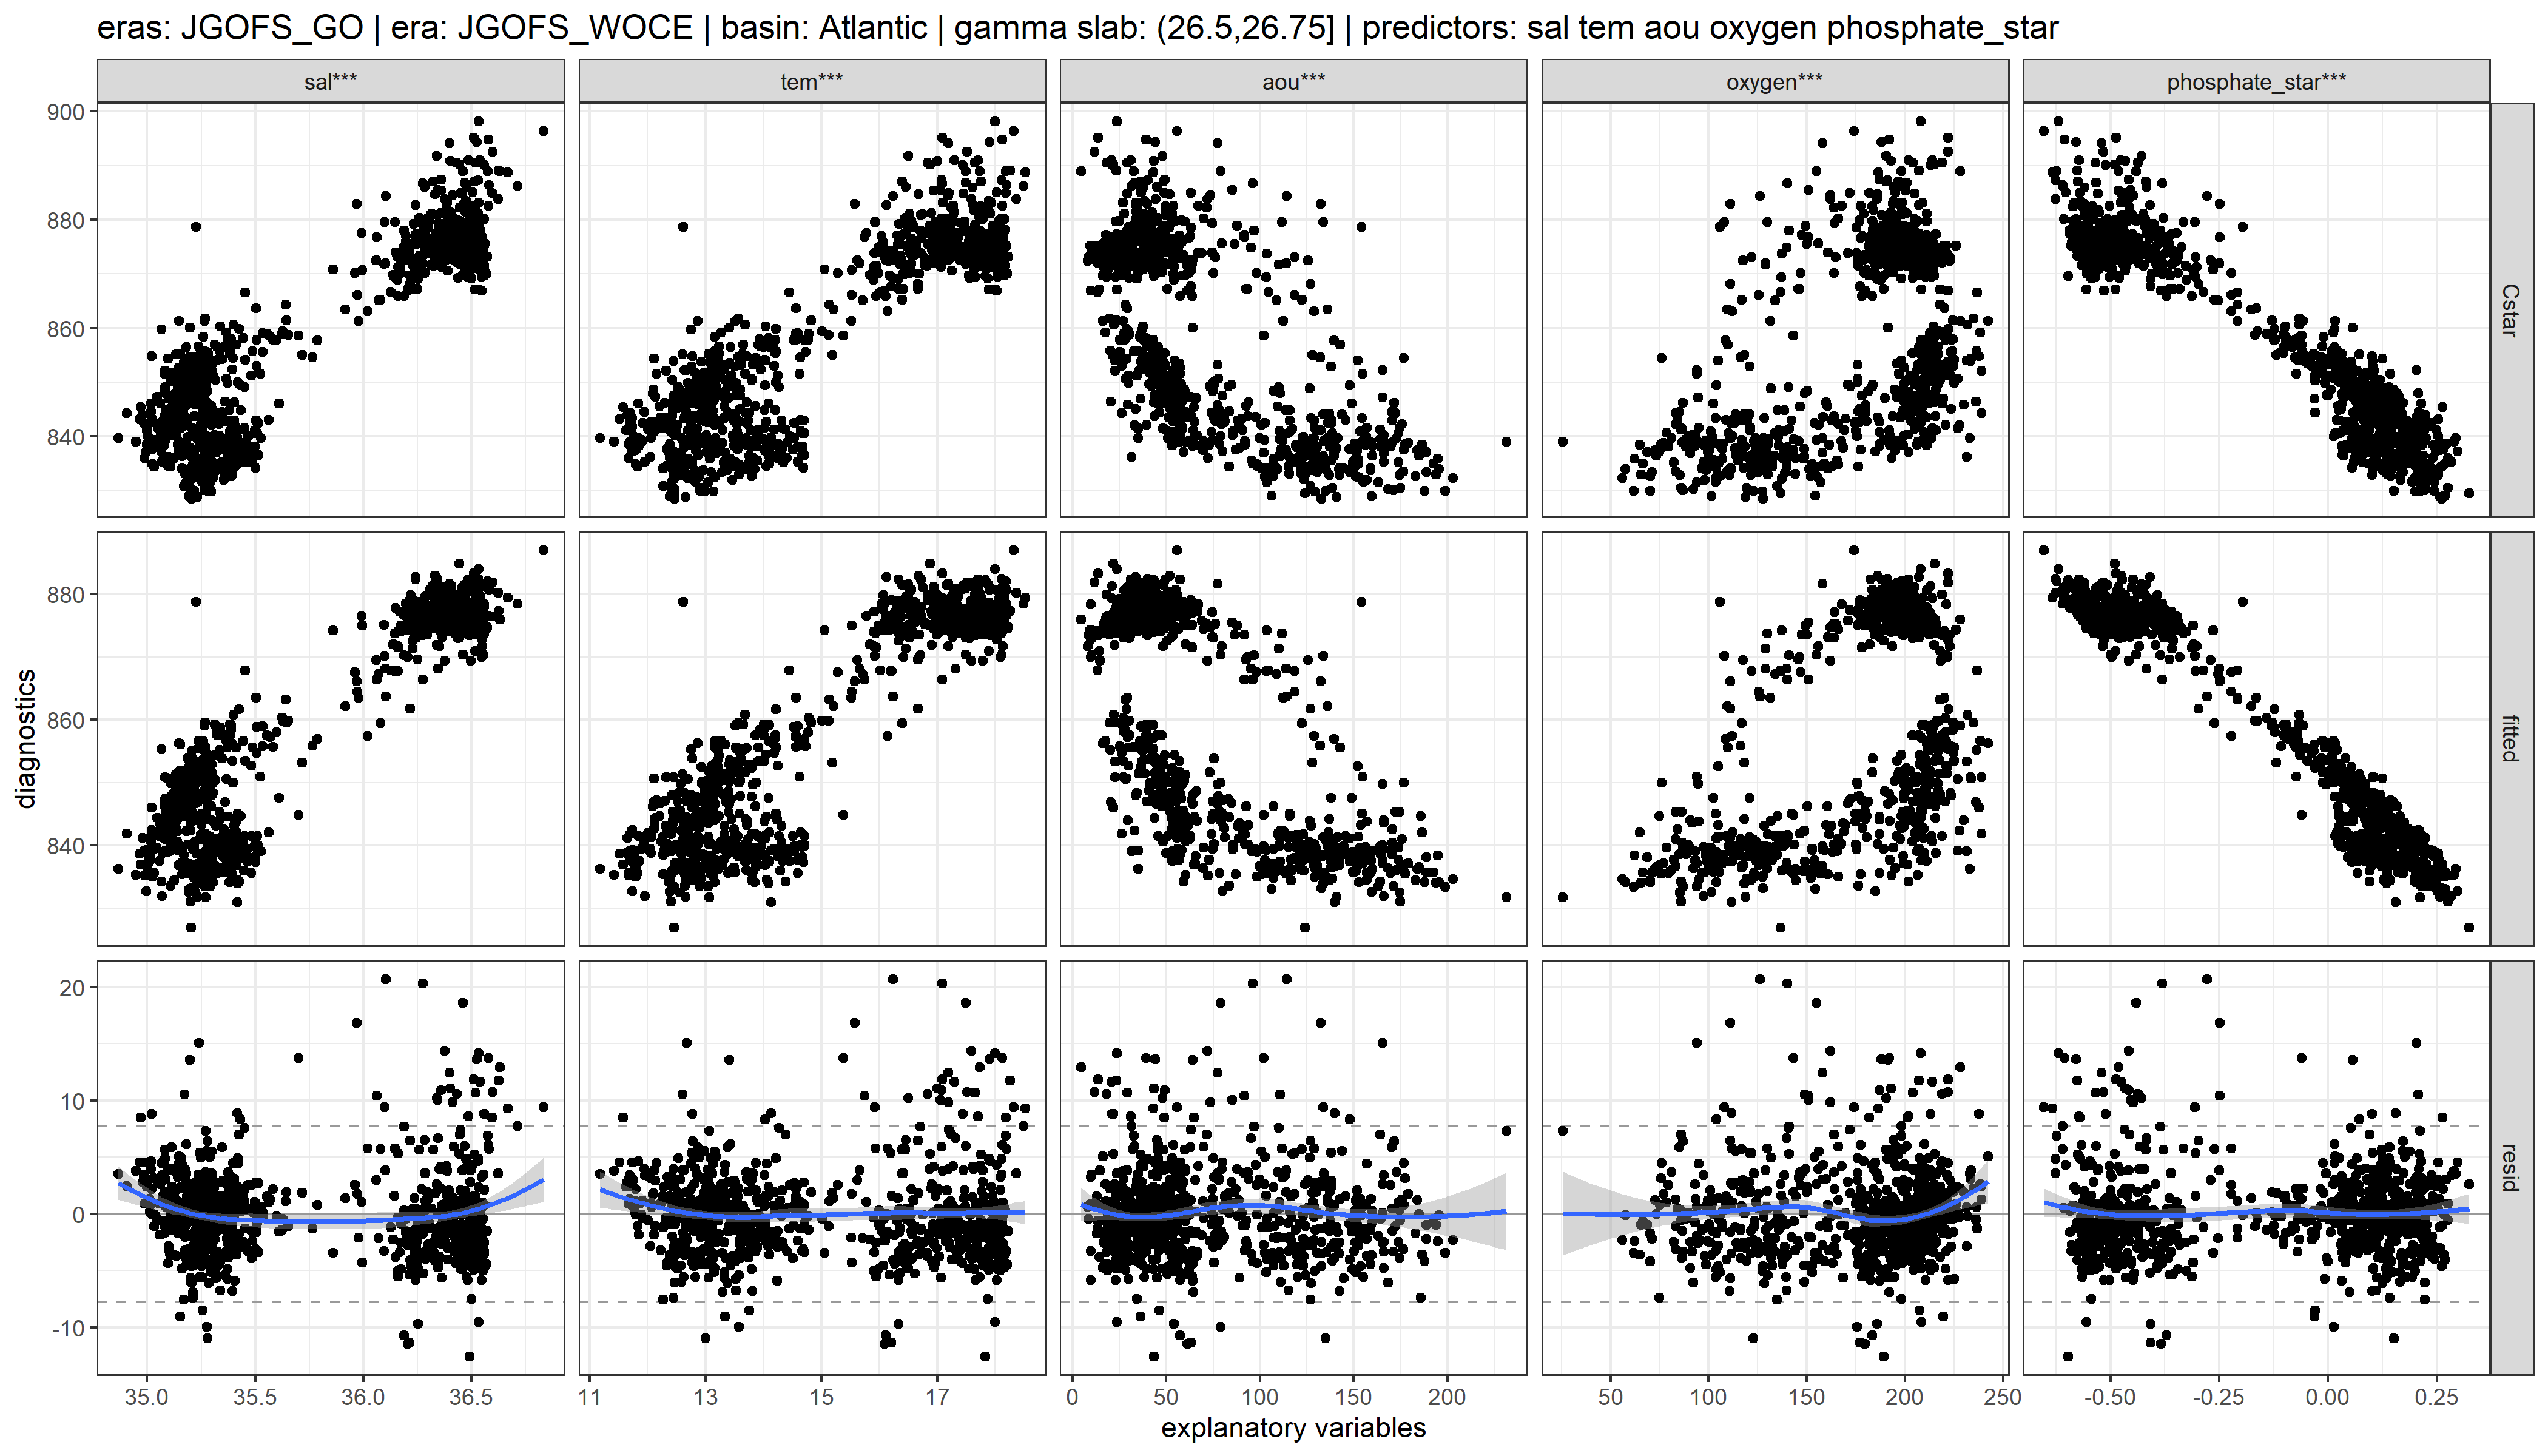 eras: JGOFS_GO | era: JGOFS_WOCE | basin: Atlantic | gamma slab: (26.5,26.75] | predictors: sal tem aou oxygen phosphate_star
sal*** tem*** aou*** oxygen*** phosphate_star***
900
880
860
840
Cstar
880
860
840
fitted
diagnostics
20
10
0
-10
resid
35.0 35.5 36.0 36.5 11 13 15 17 0 50 100 150 200 50 100 150 200 250 -0.50 -0.25 0.00 0.25
explanatory variables